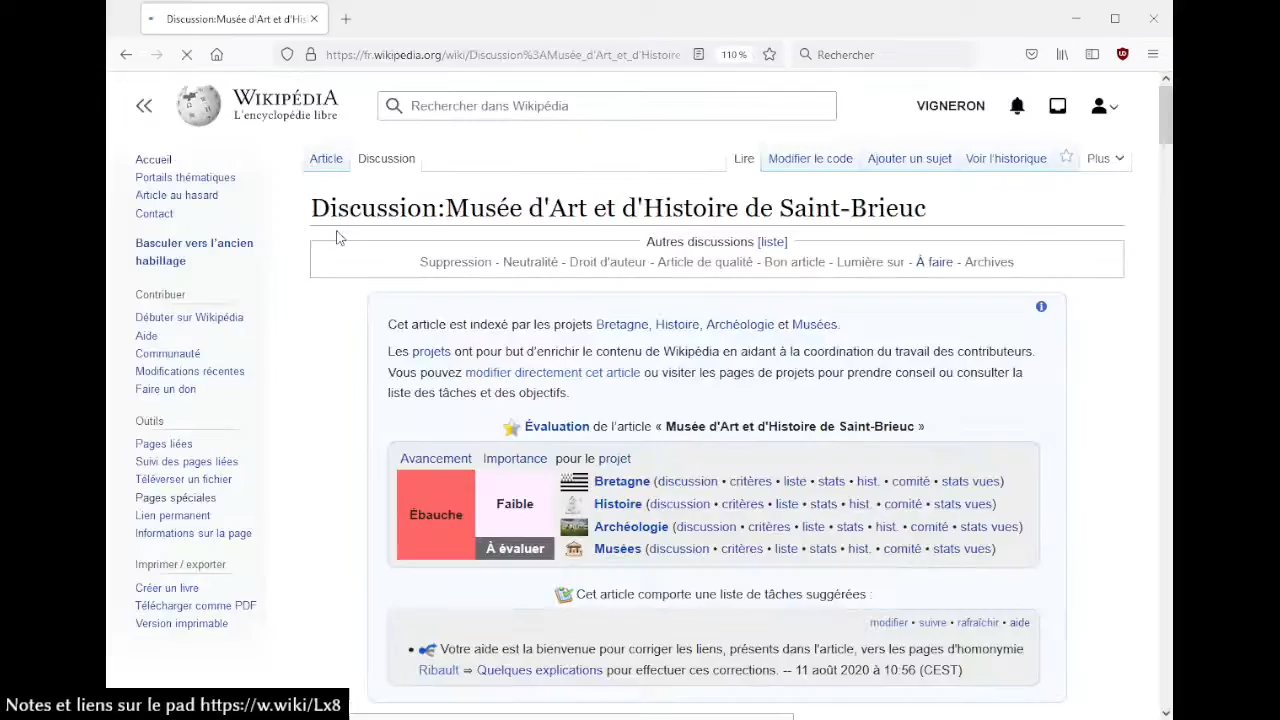 Discussion:Musée d'Art et d'His
https://fr.wikipedia.org/wiki/Discussion%3AMusée_d'Art_et_d'Histoire
110 %
Rechercher
WIKIPÉDIA
L'encyclopédie libre
Rechercher dans Wikipédia
VIGNERON
Accueil
Portails thématiques
Article au hasard
Contact
Basculer vers l'ancien
habillage
Contribuer
Débuter sur Wikipédia
Aide
Communauté
Modifications récentes
Faire un don
Outils
Pages liées
Suivi des pages liées
Téléverser un fichier
Pages spéciales
Lien permanent
Informations sur la page
Imprimer / exporter
Créer un livre
Télécharger comme PDF
Version imprimable
Article Discussion Lire Modifier le code Ajouter un sujet Voir l'historique Plus
Discussion:Musée d'Art et d'Histoire de Saint-Brieuc
Autres discussions [liste]
Suppression - Neutralité - Droit d'auteur - Article de qualité - Bon article - Lumière sur - À faire - Archives
Cet article est indexé par les projets Bretagne, Histoire, Archéologie et Musées.
Les projets ont pour but d'enrichir le contenu de Wikipédia en aidant à la coordination du travail des contributeurs.
Vous pouvez modifier directement cet article ou visiter les pages de projets pour prendre conseil ou consulter la
liste des tâches et des objectifs.
Évaluation de l'article « Musée d'Art et d'Histoire de Saint-Brieuc »
Avancement Importance pour le projet
Ébauche
Faible
À évaluer
Bretagne (discussion • critères • liste • stats • hist. • comité • stats vues)
Histoire (discussion • critères • liste • stats • hist. • comité • stats vues)
Archéologie (discussion • critères • liste • stats • hist. • comité • stats vues)
Musées (discussion • critères • liste • stats • hist. • comité • stats vues)
Cet article comporte une liste de tâches suggérées :
modifier • suivre • rafraîchir • aide
• Votre aide est la bienvenue pour corriger les liens, présents dans l'article, vers les pages d'homonymie
Ribault ⇒ Quelques explications pour effectuer ces corrections. -- 11 août 2020 à 10:56 (CEST)
Notes et liens sur le pad https://w.wiki/Lx8